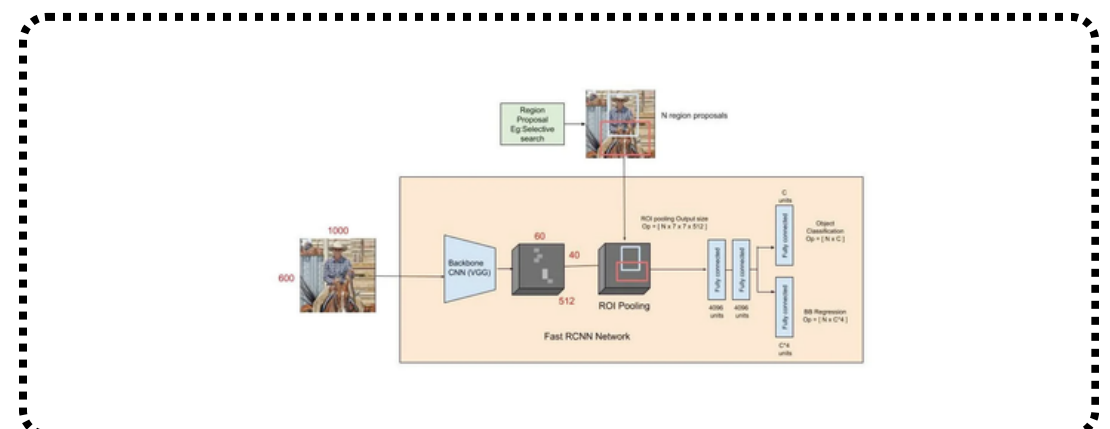 Region
Proposal
Eg:Selective
search
N region proposals
1000
600
Backbone
CNN (VGG)
60
40
512
ROI pooling Output size
Op = [ N x 7 x 7 x 512 ]
ROI Pooling
Fully connected
4096
units
Fully connected
4096
units
C
units
Fully connected
Object
Classification
Op = [ N x C ]
Fully connected
C*4
units
BB Regression
Op = [ N x C*4 ]
Fast RCNN Network